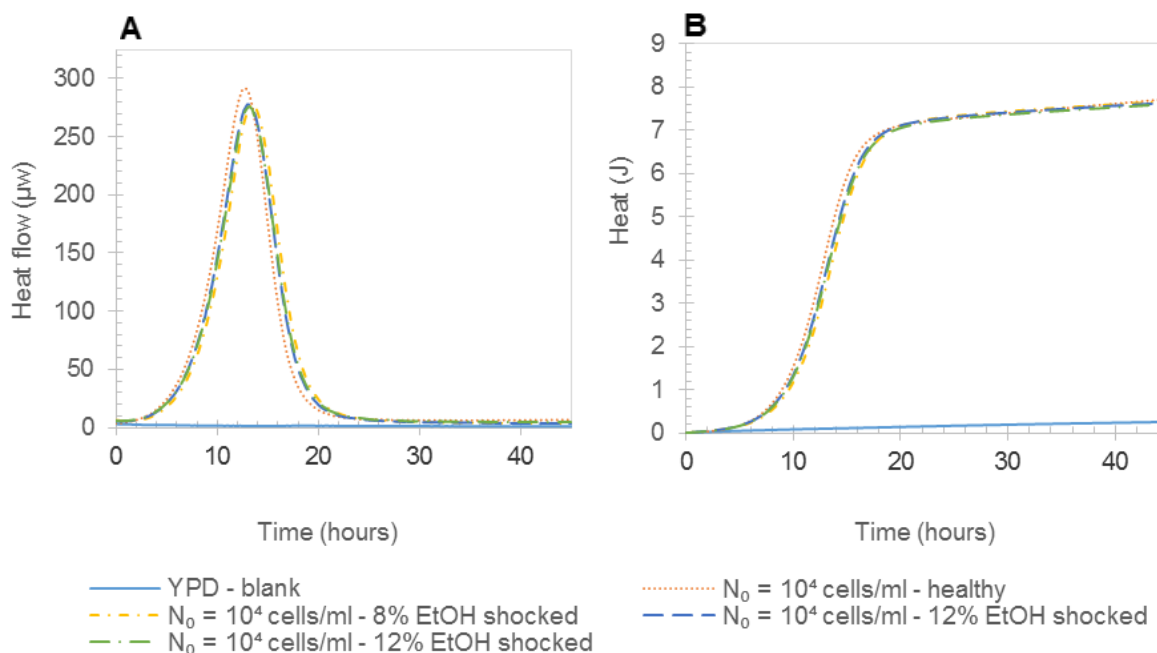 A
Heat flow (µw)
300
250
200
150
100
50
0
0 10 20 30 40
Time (hours)
B
Heat (J)
9
8
7
6
5
4
3
2
1
0
0 10 20 30 40
Time (hours)
YPD - blank
N₀ = 10⁴ cells/ml - 8% EtOH shocked
N₀ = 10⁴ cells/ml - 12% EtOH shocked
N₀ = 10⁴ cells/ml - healthy
N₀ = 10⁴ cells/ml - 12% EtOH shocked